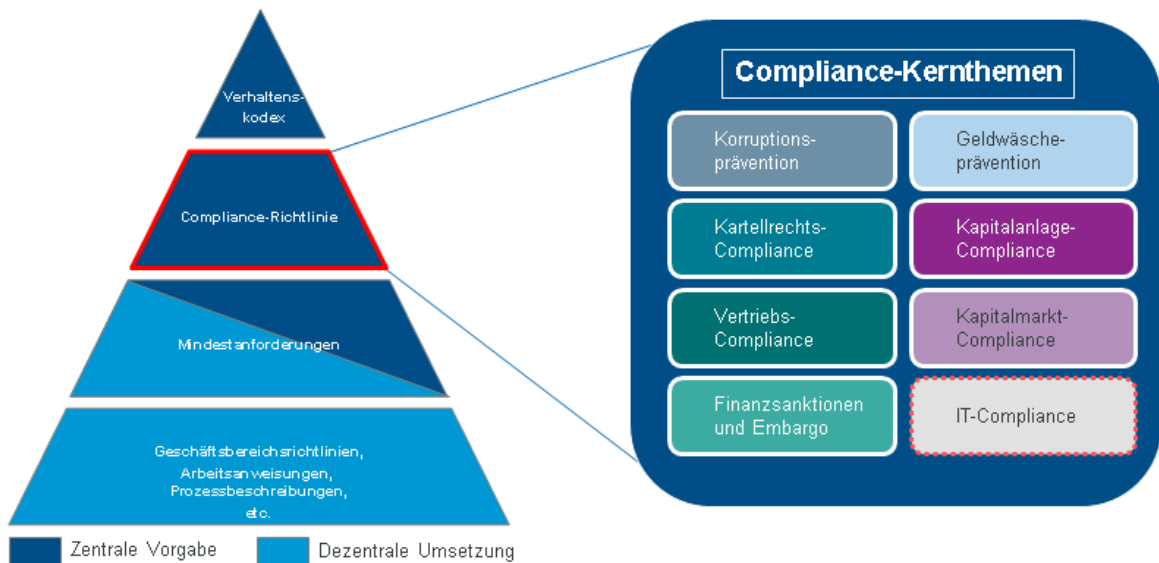 Verhaltens-
kodex
Compliance-Richtlinie
Mindestanforderungen
Geschäftsbereichsrichtlinien,
Arbeitsanweisungen,
Prozessbeschreibungen,
etc.
Zentrale Vorgabe
Dezentrale Umsetzung
Compliance-Kernthemen
Korruptions-
prävention
Geldwäsche-
prävention
Kartellrechts-
Compliance
Kapitalanlage-
Compliance
Vertriebs-
Compliance
Kapitalmarkt-
Compliance
Finanzsanktionen
und Embargo
IT-Compliance